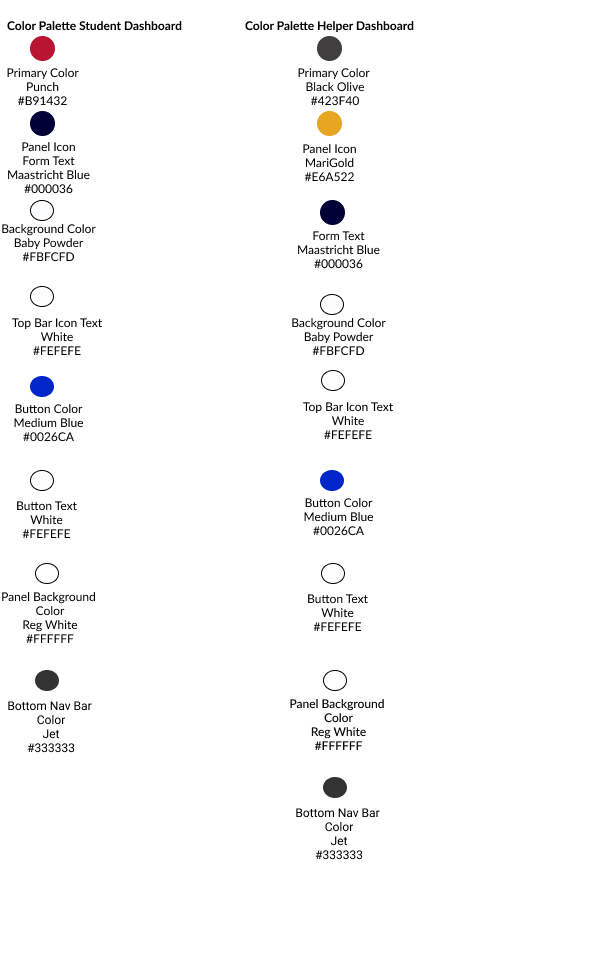 Color Palette Student Dashboard
Primary Color
Punch
#B91432
Panel Icon
Form Text
Maastricht Blue
#000036
Background Color
Baby Powder
#FBFCFD
Top Bar Icon Text
White
#FEFEFE
Button Color
Medium Blue
#0026CA
Button Text
White
#FEFEFE
Panel Background
Color
Reg White
#FFFFFF
Bottom Nav Bar
Color
Jet
#333333
Color Palette Helper Dashboard
Primary Color
Black Olive
#423F40
Panel Icon
MariGold
#E6A522
Form Text
Maastricht Blue
#000036
Background Color
Baby Powder
#FBFCFD
Top Bar Icon Text
White
#FEFEFE
Button Color
Medium Blue
#0026CA
Button Text
White
#FEFEFE
Panel Background
Color
Reg White
#FFFFFF
Bottom Nav Bar
Color
Jet
#333333